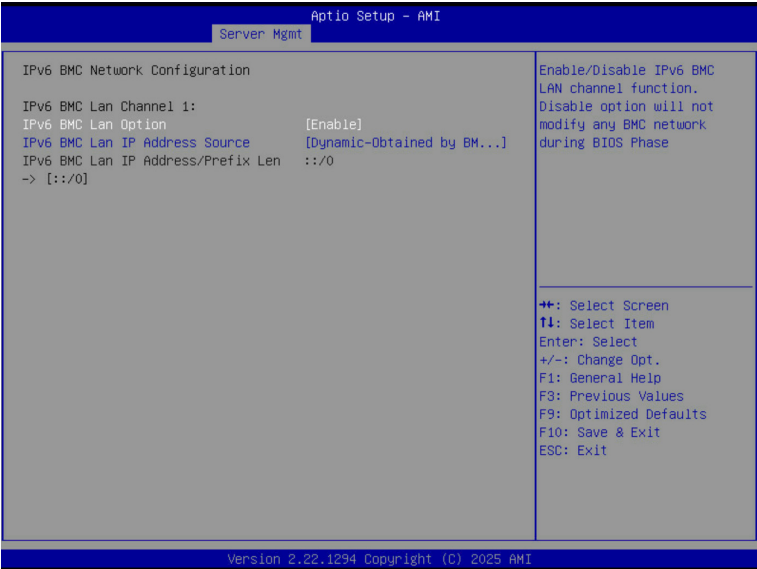 Aptio Setup – AMI
Server Mgmt
IPv6 BMC Network Configuration
IPv6 BMC Lan Channel 1:
IPv6 BMC Lan Option [Enable]
IPv6 BMC Lan IP Address Source [Dynamic-Obtained by BM...]
IPv6 BMC Lan IP Address/Prefix Len ::/0
-> [::/0]
Enable/Disable IPv6 BMC
LAN channel function.
Disable option will not
modify any BMC network
during BIOS Phase
→←: Select Screen
↑↓: Select Item
Enter: Select
+/-: Change Opt.
F1: General Help
F3: Previous Values
F9: Optimized Defaults
F10: Save & Exit
ESC: Exit
Version 2.22.1294 Copyright (C) 2025 AMI